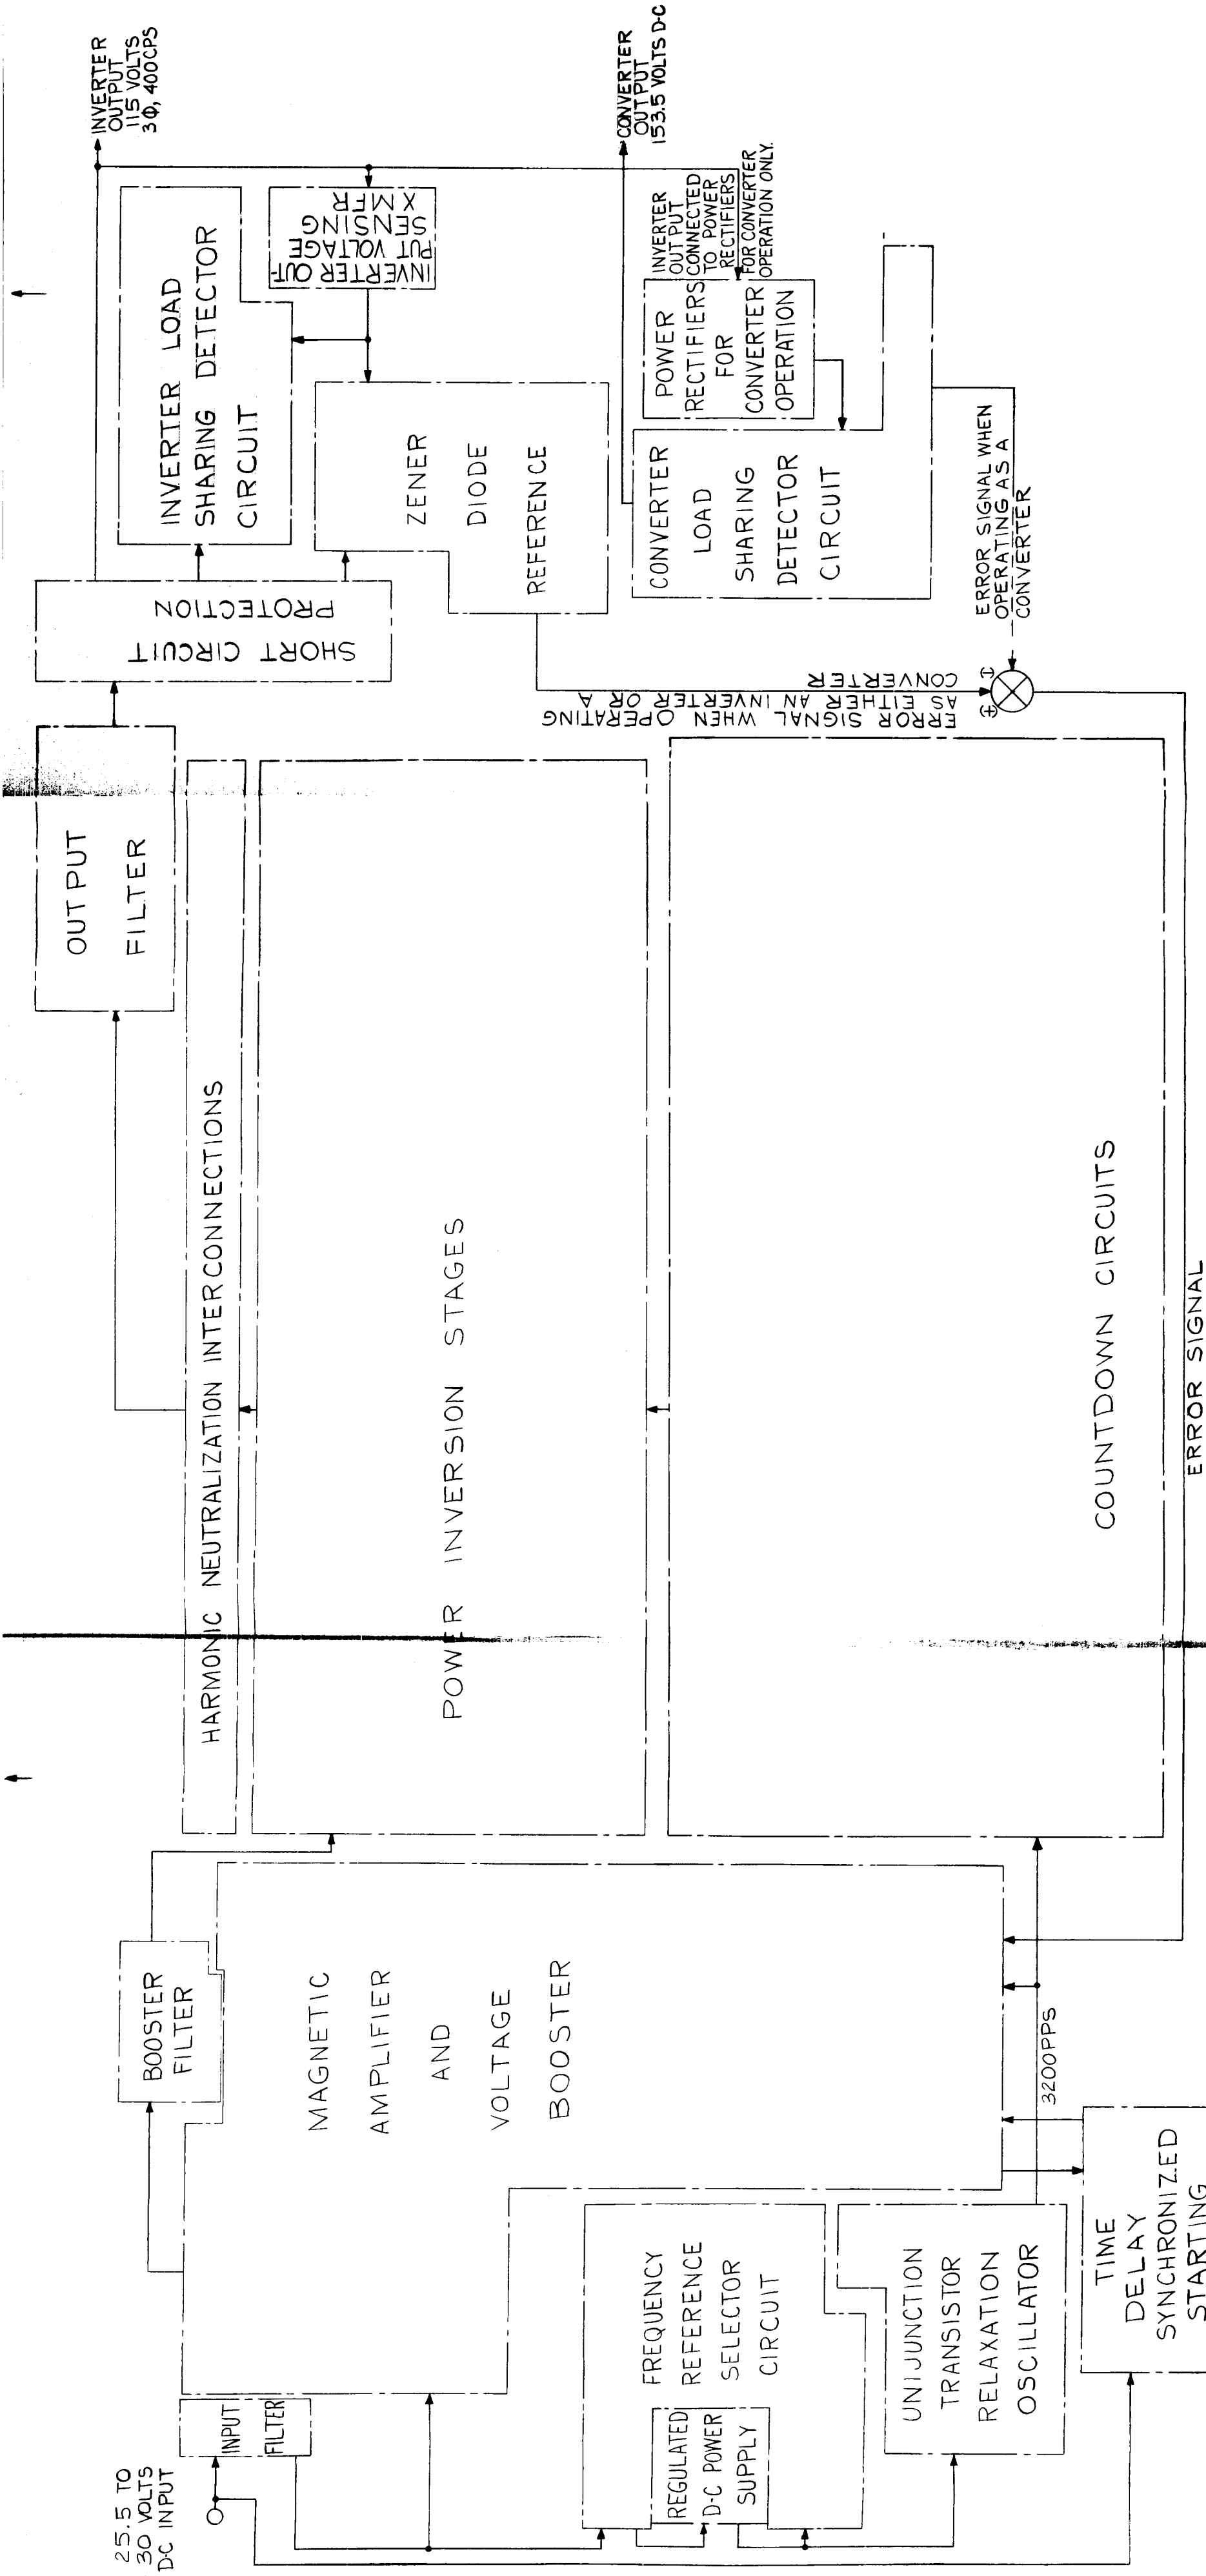 25.5 TO
30 VOLTS
D-C INPUT
INPUT
FILTER
BOOSTER
FILTER
MAGNETIC
AMPLIFIER
AND
VOLTAGE
BOOSTER
FREQUENCY
REFERENCE
SELECTOR
CIRCUIT
REGULATED
D-C POWER
SUPPLY
UNIJUNCTION
TRANSISTOR
RELAXATION
OSCILLATOR
3200PPS
TIME
DELAY
SYNCHRONIZED
STARTING
HARMONIC NEUTRALIZATION INTERCONNECTIONS
POWER INVERSION STAGES
COUNTDOWN CIRCUITS
ERROR SIGNAL
OUTPUT
FILTER
SHORT CIRCUIT
PROTECTION
INVERTER LOAD
SHARING DETECTOR
CIRCUIT
INVERTER OUT-
PUT VOLTAGE
SENSING
XMFR
ZENER
DIODE
REFERENCE
ERROR SIGNAL WHEN OPERATING
AS EITHER AN INVERTER OR A
CONVERTER
(+)
(-)
CONVERTER
LOAD
SHARING
DETECTOR
CIRCUIT
POWER
RECTIFIERS
FOR
CONVERTER
OPERATION
INVERTER
OUTPUT
CONNECTED
TO POWER
RECTIFIERS
FOR CONVERTER
OPERATION ONLY.
ERROR SIGNAL WHEN
OPERATING AS A
CONVERTER
INVERTER
OUTPUT
115 VOLTS
3Φ, 400CPS
CONVERTER
OUTPUT
153.5 VOLTS D-C